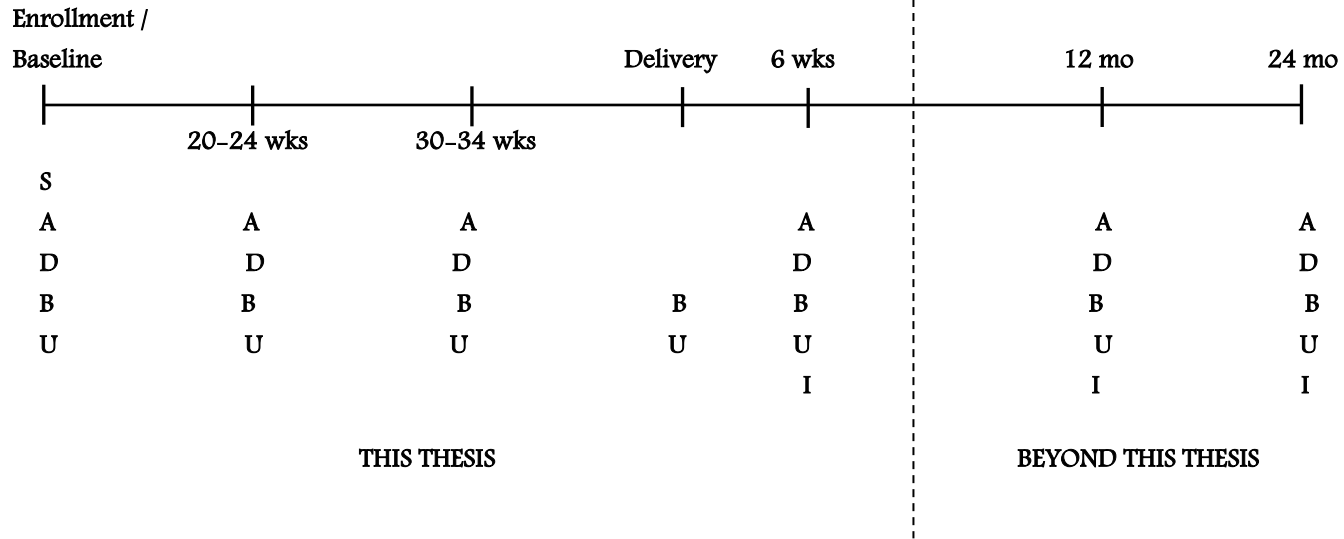 Enrollment /
Baseline Delivery 6 wks 12 mo 24 mo
20-24 wks 30-34 wks
S
A A A A A A
D D D D D D
B B B B B B B
U U U U U U U
I I I
THIS THESIS BEYOND THIS THESIS